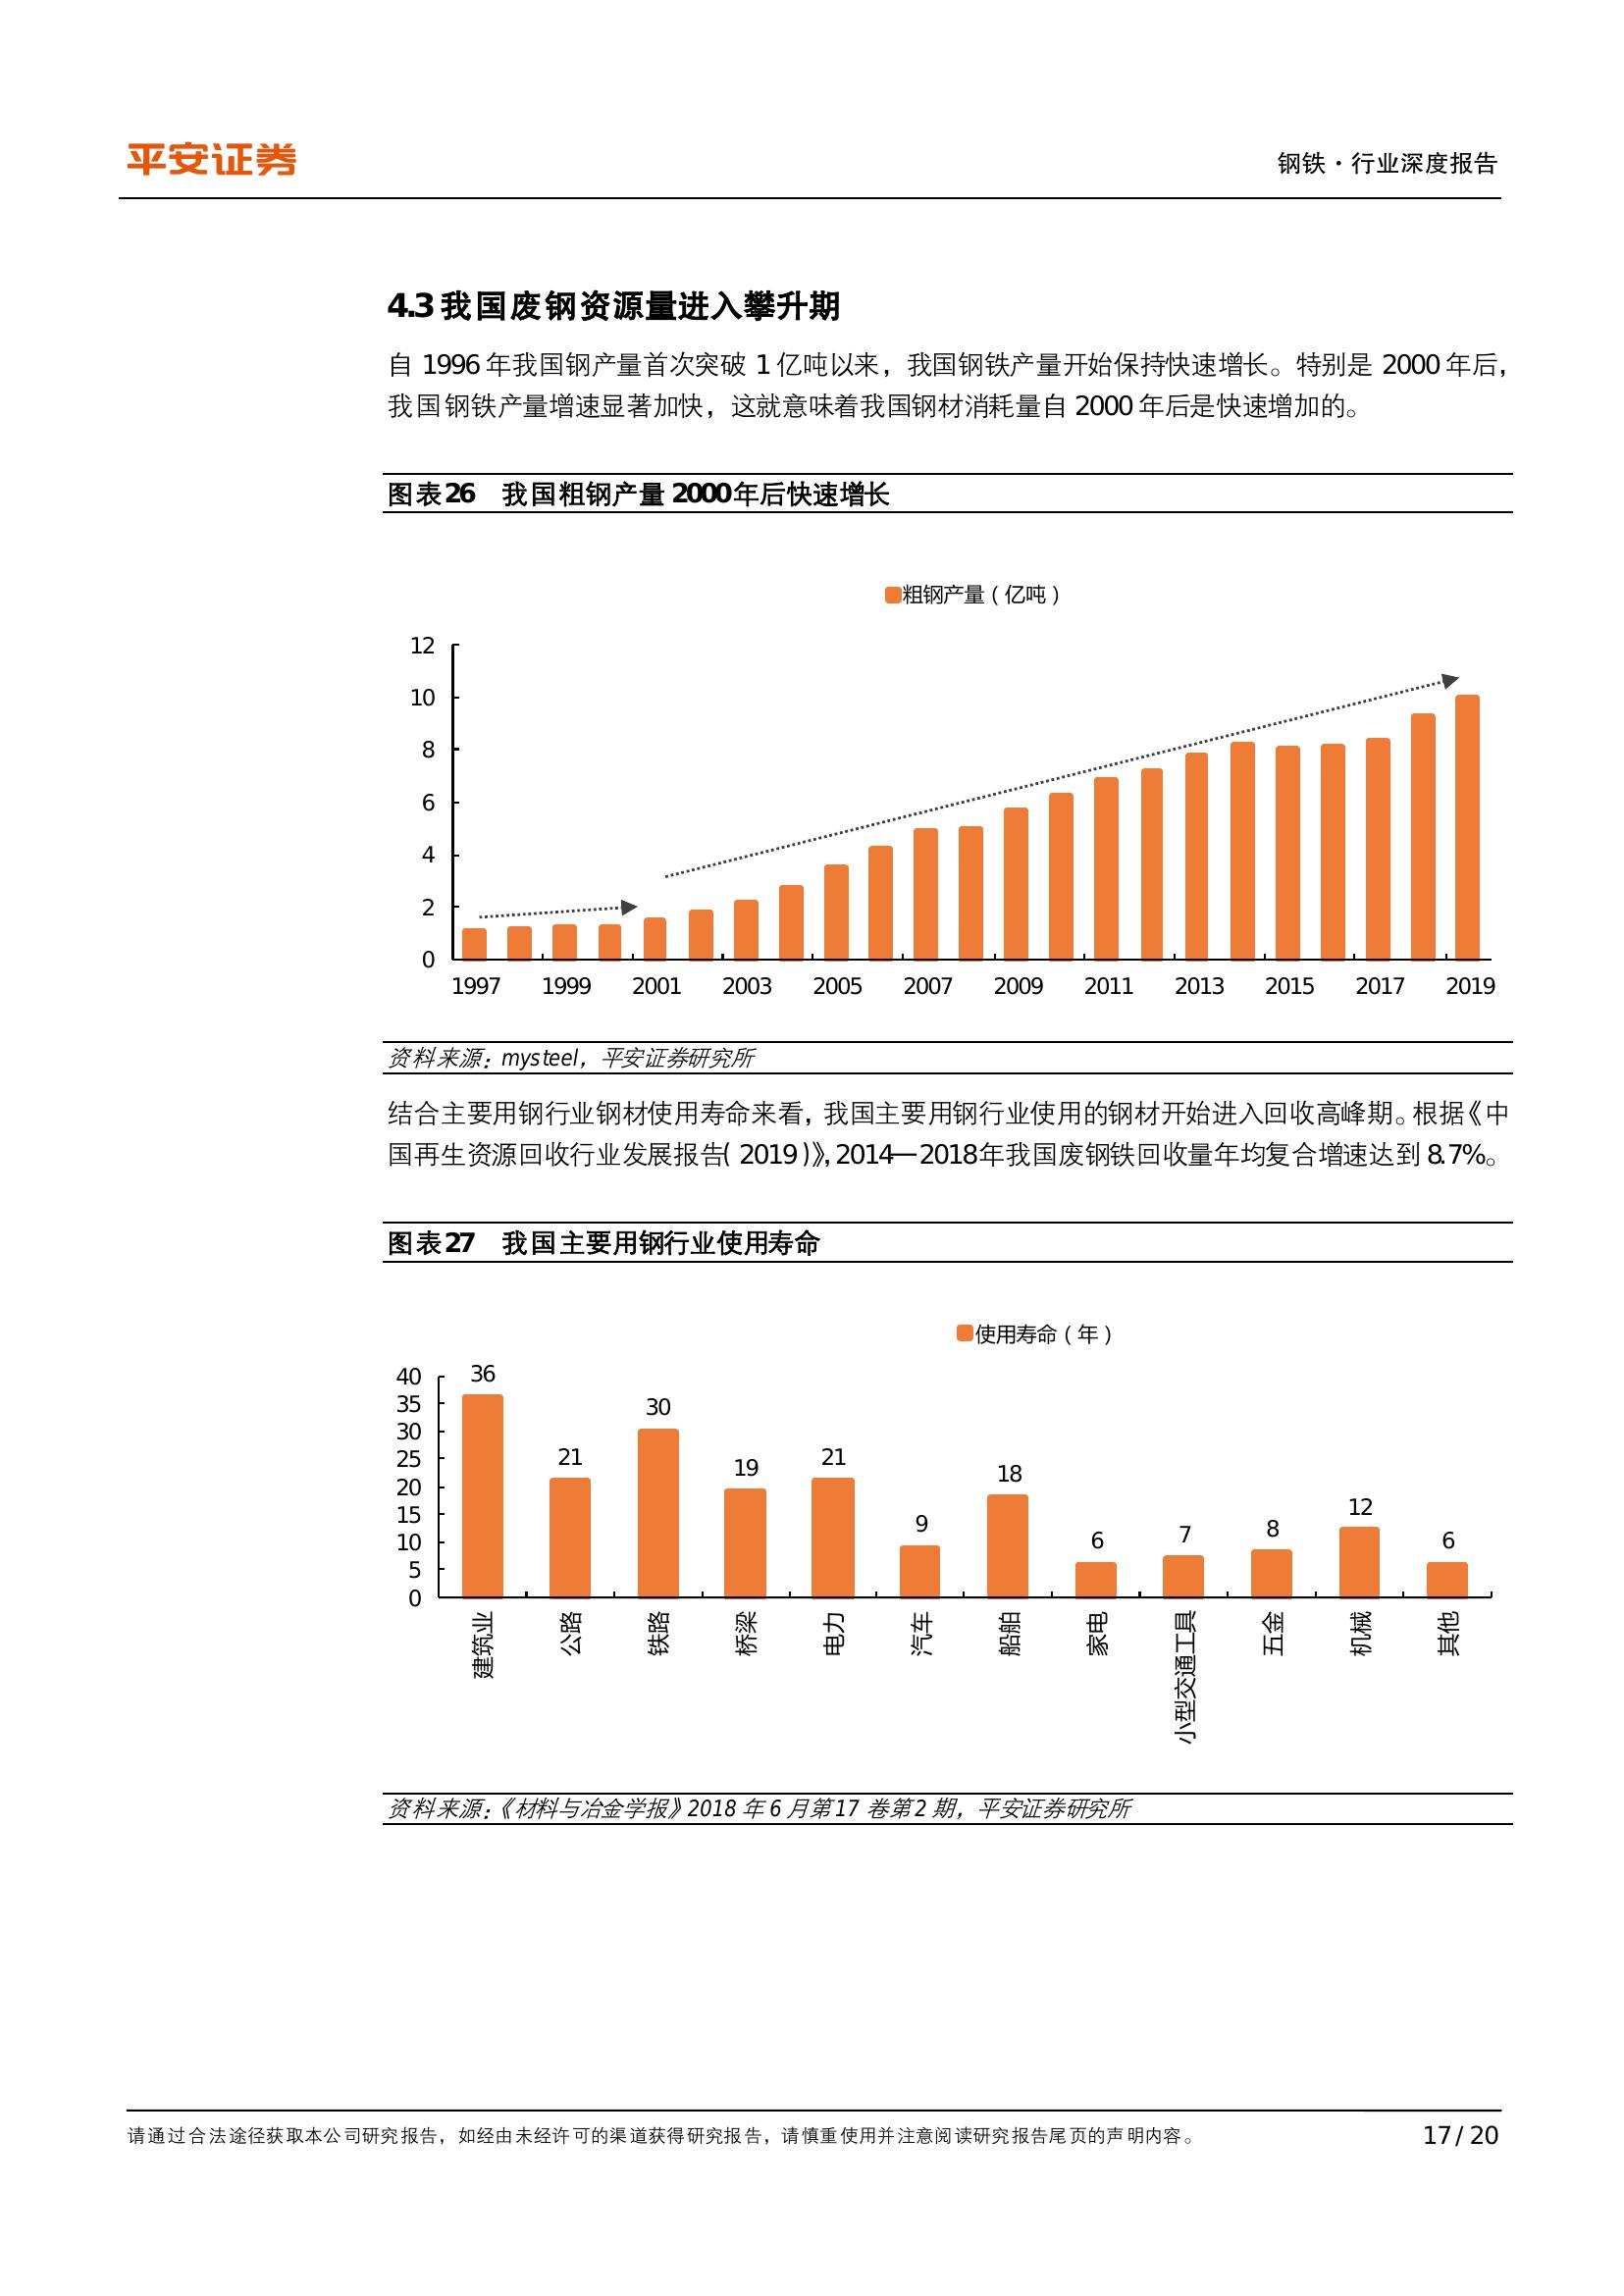 平安证券
钢铁·行业深度报告
4.3 我国废钢资源量进入攀升期
自 1996 年我国钢产量首次突破 1 亿吨以来，我国钢铁产量开始保持快速增长。特别是 2000 年后，
我国钢铁产量增速显著加快，这就意味着我国钢材消耗量自 2000 年后是快速增加的。
图表26 我国粗钢产量 2000年后快速增长
粗钢产量（亿吨）
12
10
8
6
4
2
0
1997 1999 2001 2003 2005 2007 2009 2011 2013 2015 2017 2019
资料来源：mysteel，平安证券研究所
结合主要用钢行业钢材使用寿命来看，我国主要用钢行业使用的钢材开始进入回收高峰期。根据《中
国再生资源回收行业发展报告(2019)》，2014—2018年我国废钢铁回收量年均复合增速达到 8.7%。
图表27 我国主要用钢行业使用寿命
使用寿命（年）
40
35
30
25
20
15
10
5
0
36 21 30 19 21 9 18 6 7 8 12 6
建筑业 公路 铁路 桥梁 电力 汽车 船舶 家电 小型交通工具 五金 机械 其他
资料来源：《材料与冶金学报》2018 年 6 月第17 卷第2 期，平安证券研究所
请通过合法途径获取本公司研究报告，如经由未经许可的渠道获得研究报告，请慎重使用并注意阅读研究报告尾页的声明内容。
17 / 20